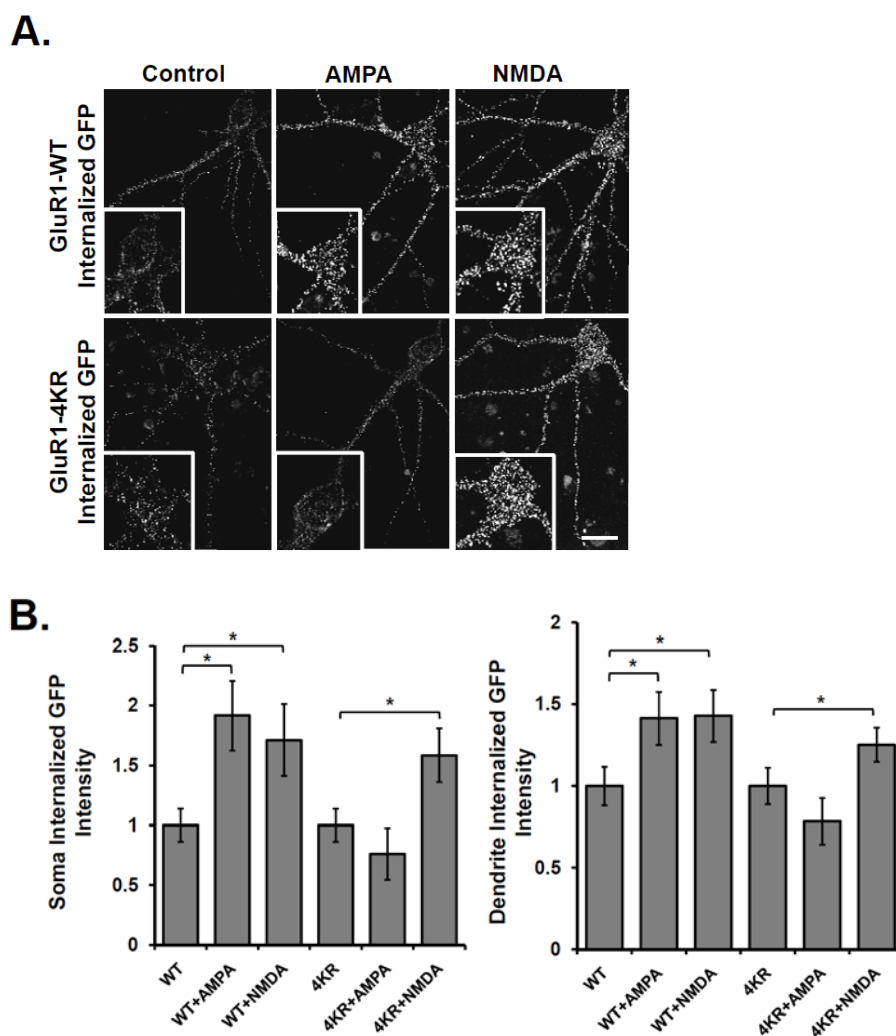 A.
Control AMPA NMDA
GluR1-WT
Internalized GFP
GluR1-4KR
Internalized GFP
B.
Soma Internalized GFP
Intensity
2.5
2
1.5
1
0.5
0
* *
*
WT WT+AMPA WT+NMDA 4KR 4KR+AMPA 4KR+NMDA
Dendrite Internalized GFP
Intensity
2
1.5
1
0.5
0
*
*
*
WT WT+AMPA WT+NMDA 4KR 4KR+AMPA 4KR+NMDA